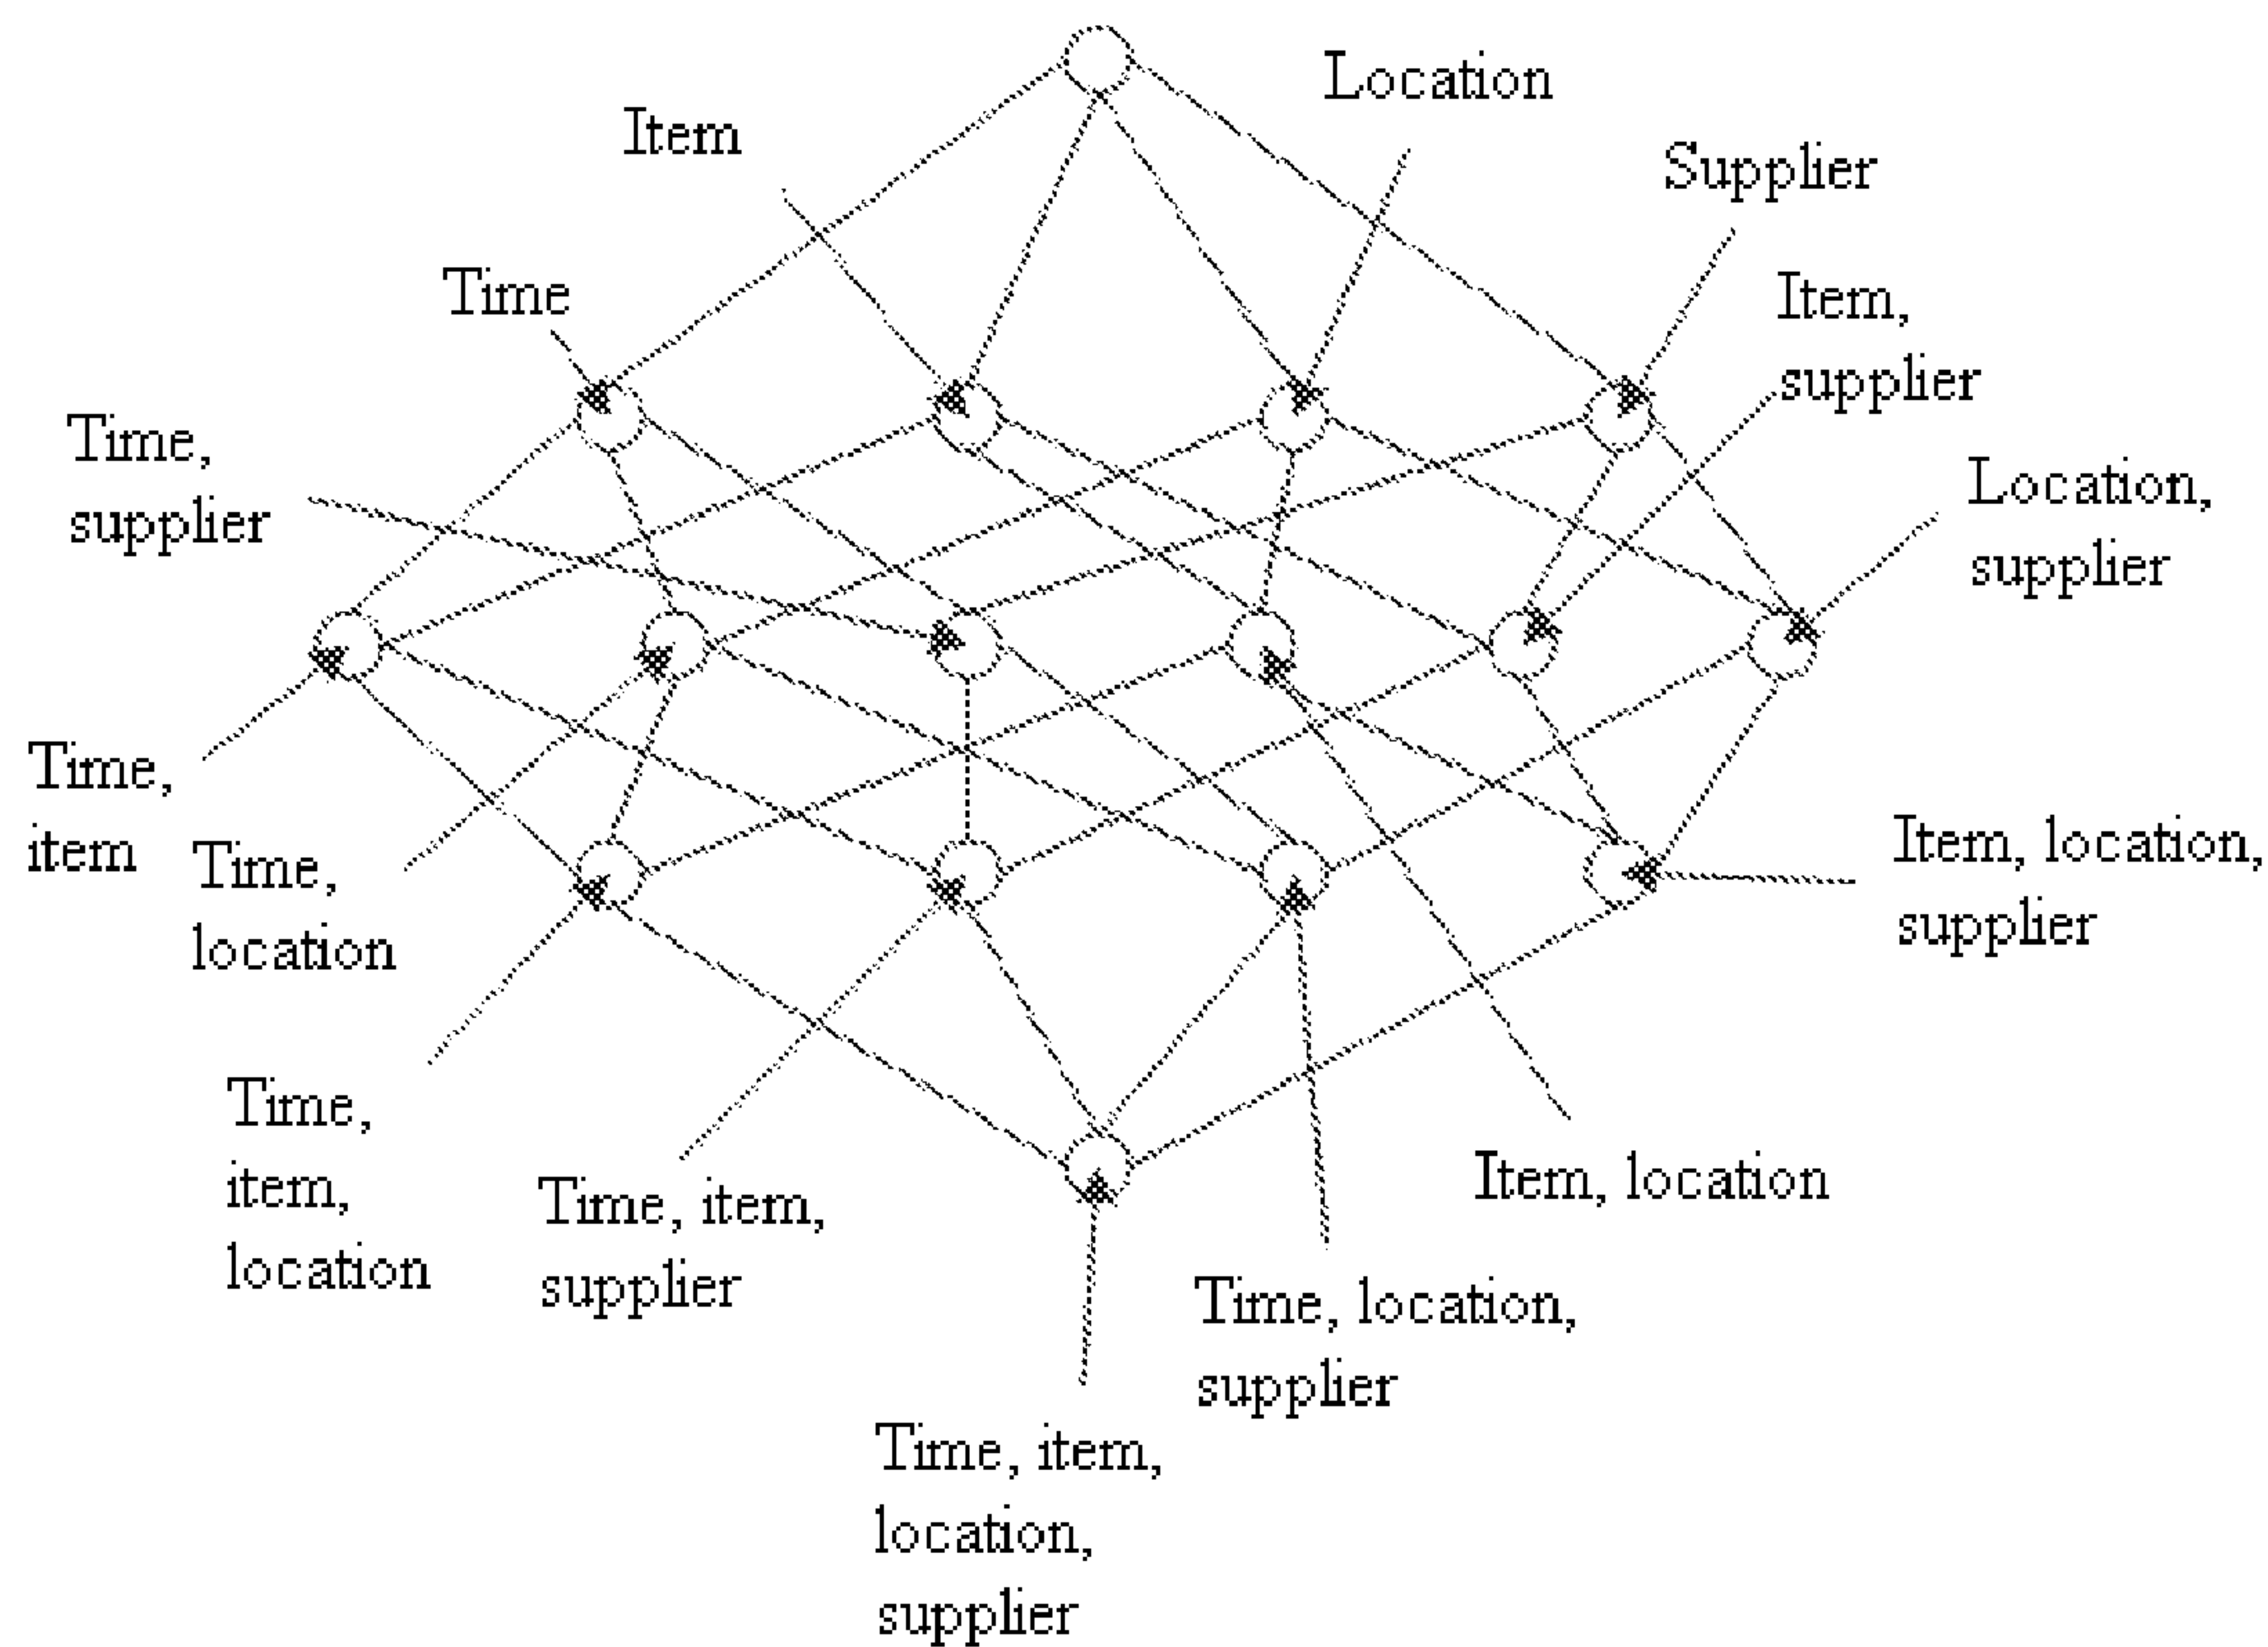 Location
Item
Supplier
Time
Item,
supplier
Time,
supplier
Location,
supplier
Time,
item
Time,
location
Item, location,
supplier
Time,
item,
location
Time, item,
supplier
Item, location
Time, location,
supplier
Time, item,
location,
supplier